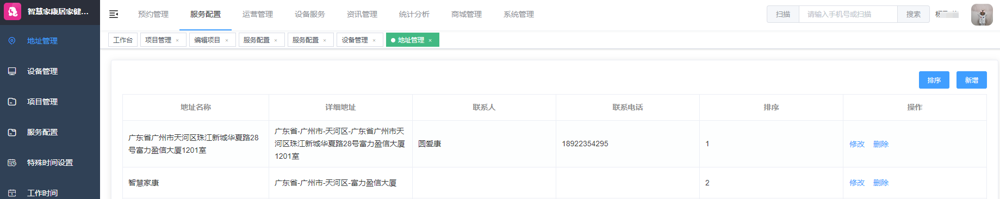 智慧家康居家健...
预约管理
服务配置
运营管理
设备服务
资讯管理
统计分析
商城管理
系统管理
扫描
请输入手机号或扫描
搜索
工作台
项目管理 ×
编辑项目 ×
服务配置 ×
服务配置 ×
设备管理 ×
地址管理 ×
地址管理
设备管理
项目管理
服务配置
特殊时间设置
工作时间
排序
新增
地址名称
详细地址
联系人
联系电话
排序
操作
广东省广州市天河区珠江新城华夏路28
号富力盈信大厦1201室
广东省-广州市-天河区-广东省广州市天
河区珠江新城华夏路28号富力盈信大厦
1201室
圆爱康
18922354295
1
修改 删除
智慧家康
广东省-广州市-天河区-富力盈信大厦
2
修改 删除